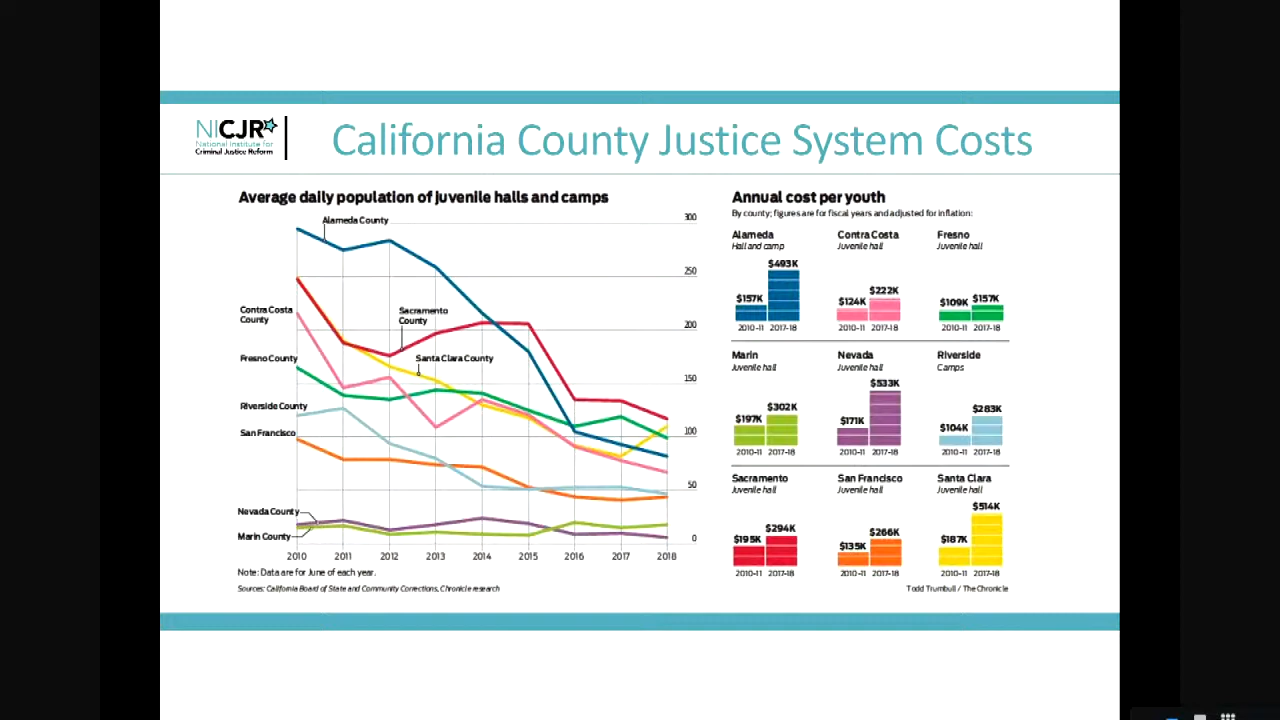 NICJR
National Institute for
Criminal Justice Reform
California County Justice System Costs
Average daily population of juvenile halls and camps
Alameda County
Contra Costa
County
Sacramento
County
Santa Clara County
Fresno County
Riverside County
San Francisco
Nevada County
Marin County
300
250
200
150
100
50
0
2010 2011 2012 2013 2014 2015 2016 2017 2018
Note: Data are for June of each year.
Sources: California Board of State and Community Corrections, Chronicle research
Annual cost per youth
By county; figures are for fiscal years and adjusted for inflation:
Alameda
Hall and camp
$157K $493K
2010-11 2017-18
Contra Costa
Juvenile hall
$124K $222K
2010-11 2017-18
Fresno
Juvenile hall
$109K $157K
2010-11 2017-18
Marin
Juvenile hall
$197K $302K
2010-11 2017-18
Nevada
Juvenile hall
$171K $533K
2010-11 2017-18
Riverside
Camps
$104K $283K
2010-11 2017-18
Sacramento
Juvenile hall
$195K $294K
2010-11 2017-18
San Francisco
Juvenile hall
$135K $266K
2010-11 2017-18
Santa Clara
Juvenile hall
$187K $514K
2010-11 2017-18
Todd Trumbull / The Chronicle